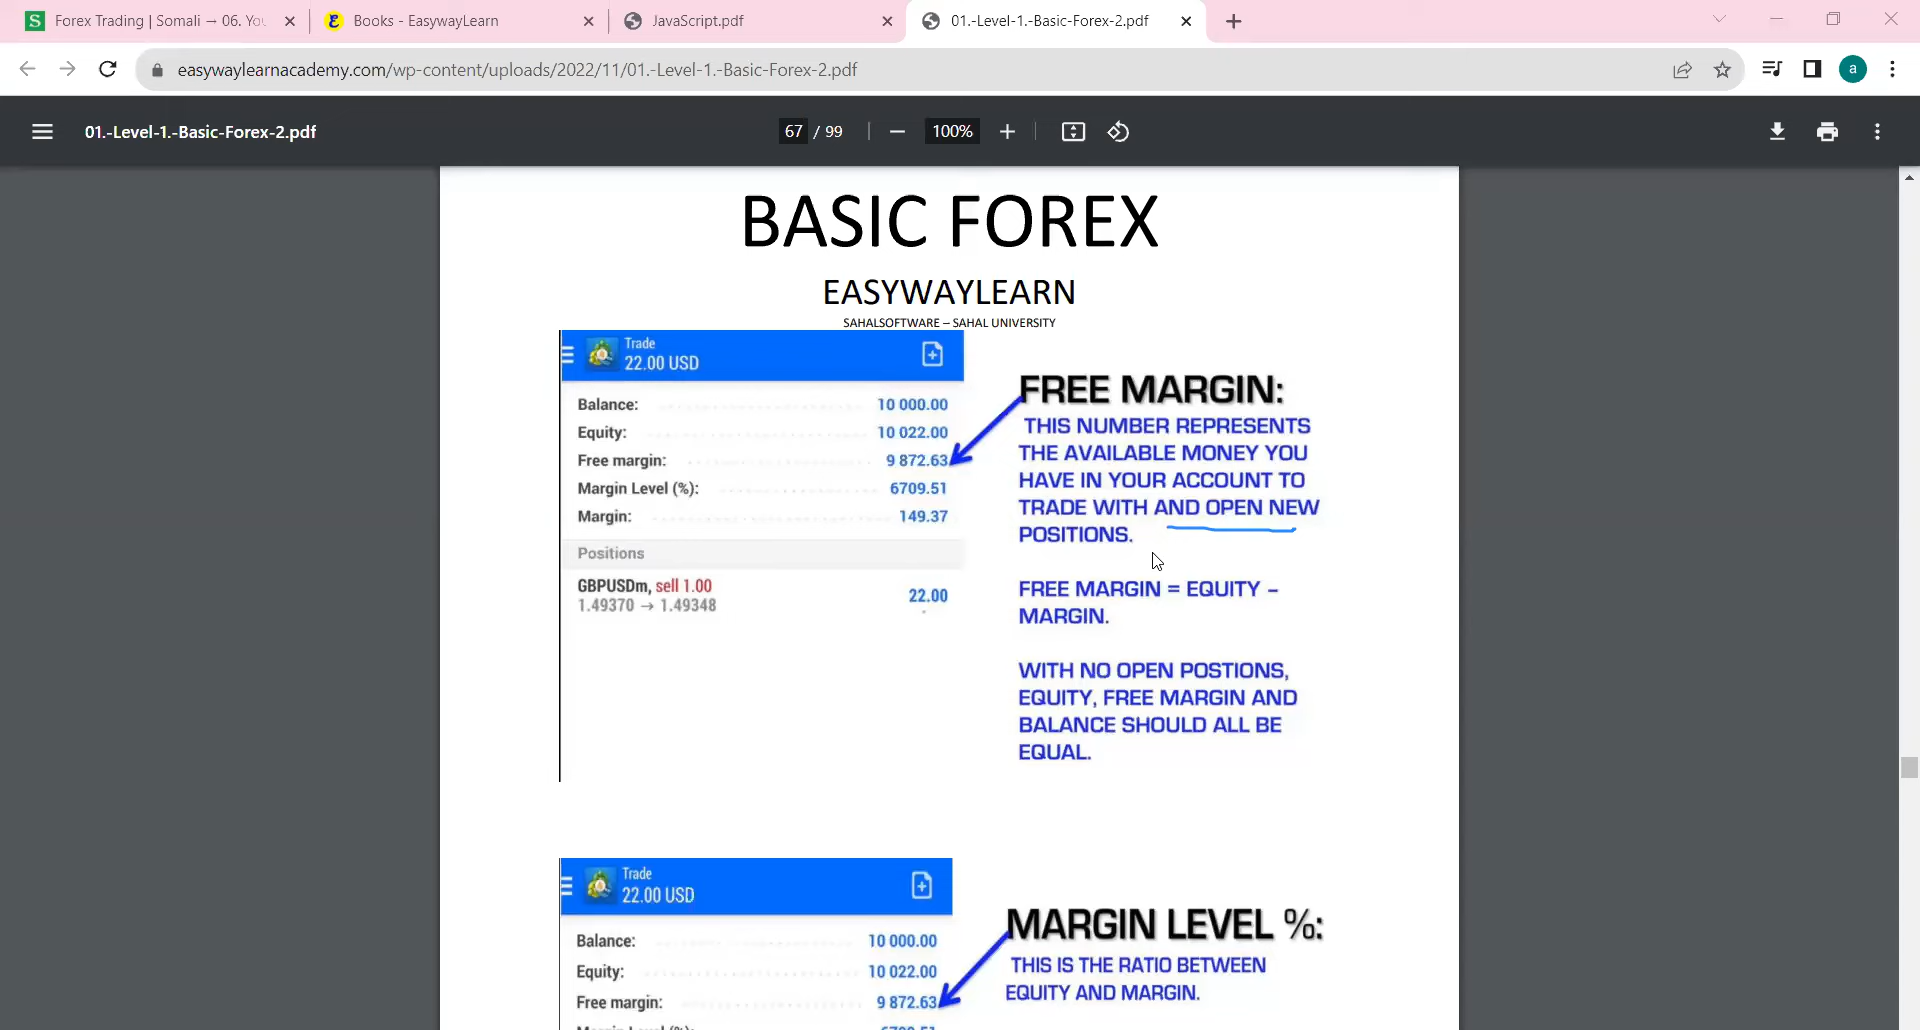 Forex Trading | Somali → 06. You
Books - EasywayLearn
JavaScript.pdf
01.-Level-1.-Basic-Forex-2.pdf
easywaylearnacademy.com/wp-content/uploads/2022/11/01.-Level-1.-Basic-Forex-2.pdf
a
01.-Level-1.-Basic-Forex-2.pdf
67 / 99
100%
BASIC FOREX
EASYWAYLEARN
SAHALSOFTWARE – SAHAL UNIVERSITY
Trade
22.00 USD
Balance: 10 000.00
Equity: 10 022.00
Free margin: 9 872.63
Margin Level (%): 6709.51
Margin: 149.37
Positions
GBPUSDm, sell 1.00
1.49370 → 1.49348
22.00
FREE MARGIN:
THIS NUMBER REPRESENTS
THE AVAILABLE MONEY YOU
HAVE IN YOUR ACCOUNT TO
TRADE WITH AND OPEN NEW
POSITIONS.
FREE MARGIN = EQUITY –
MARGIN.
WITH NO OPEN POSTIONS,
EQUITY, FREE MARGIN AND
BALANCE SHOULD ALL BE
EQUAL.
Trade
22.00 USD
Balance: 10 000.00
Equity: 10 022.00
Free margin: 9 872.63
Margin Level (%): 6709.51
MARGIN LEVEL %:
THIS IS THE RATIO BETWEEN
EQUITY AND MARGIN.